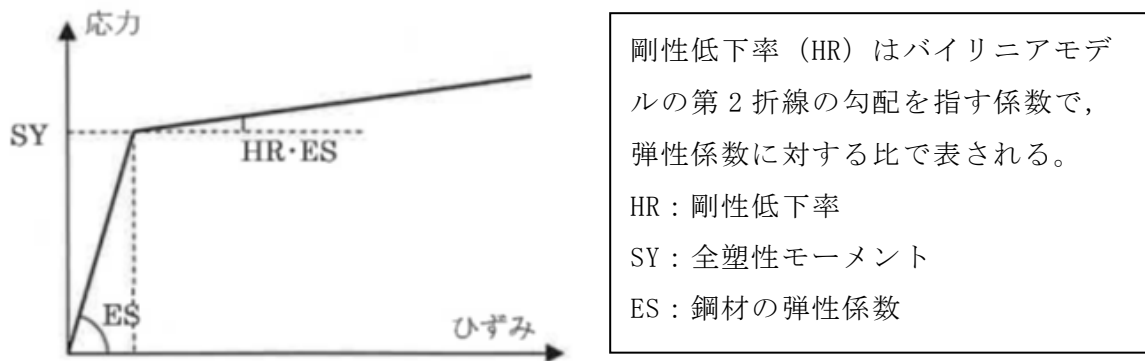 応力
SY
HR·ES
ES
ひずみ
剛性低下率（HR）はバイリニアモデ
ルの第２折線の勾配を指す係数で，
弾性係数に対する比で表される。
HR：剛性低下率
SY：全塑性モーメント
ES：鋼材の弾性係数